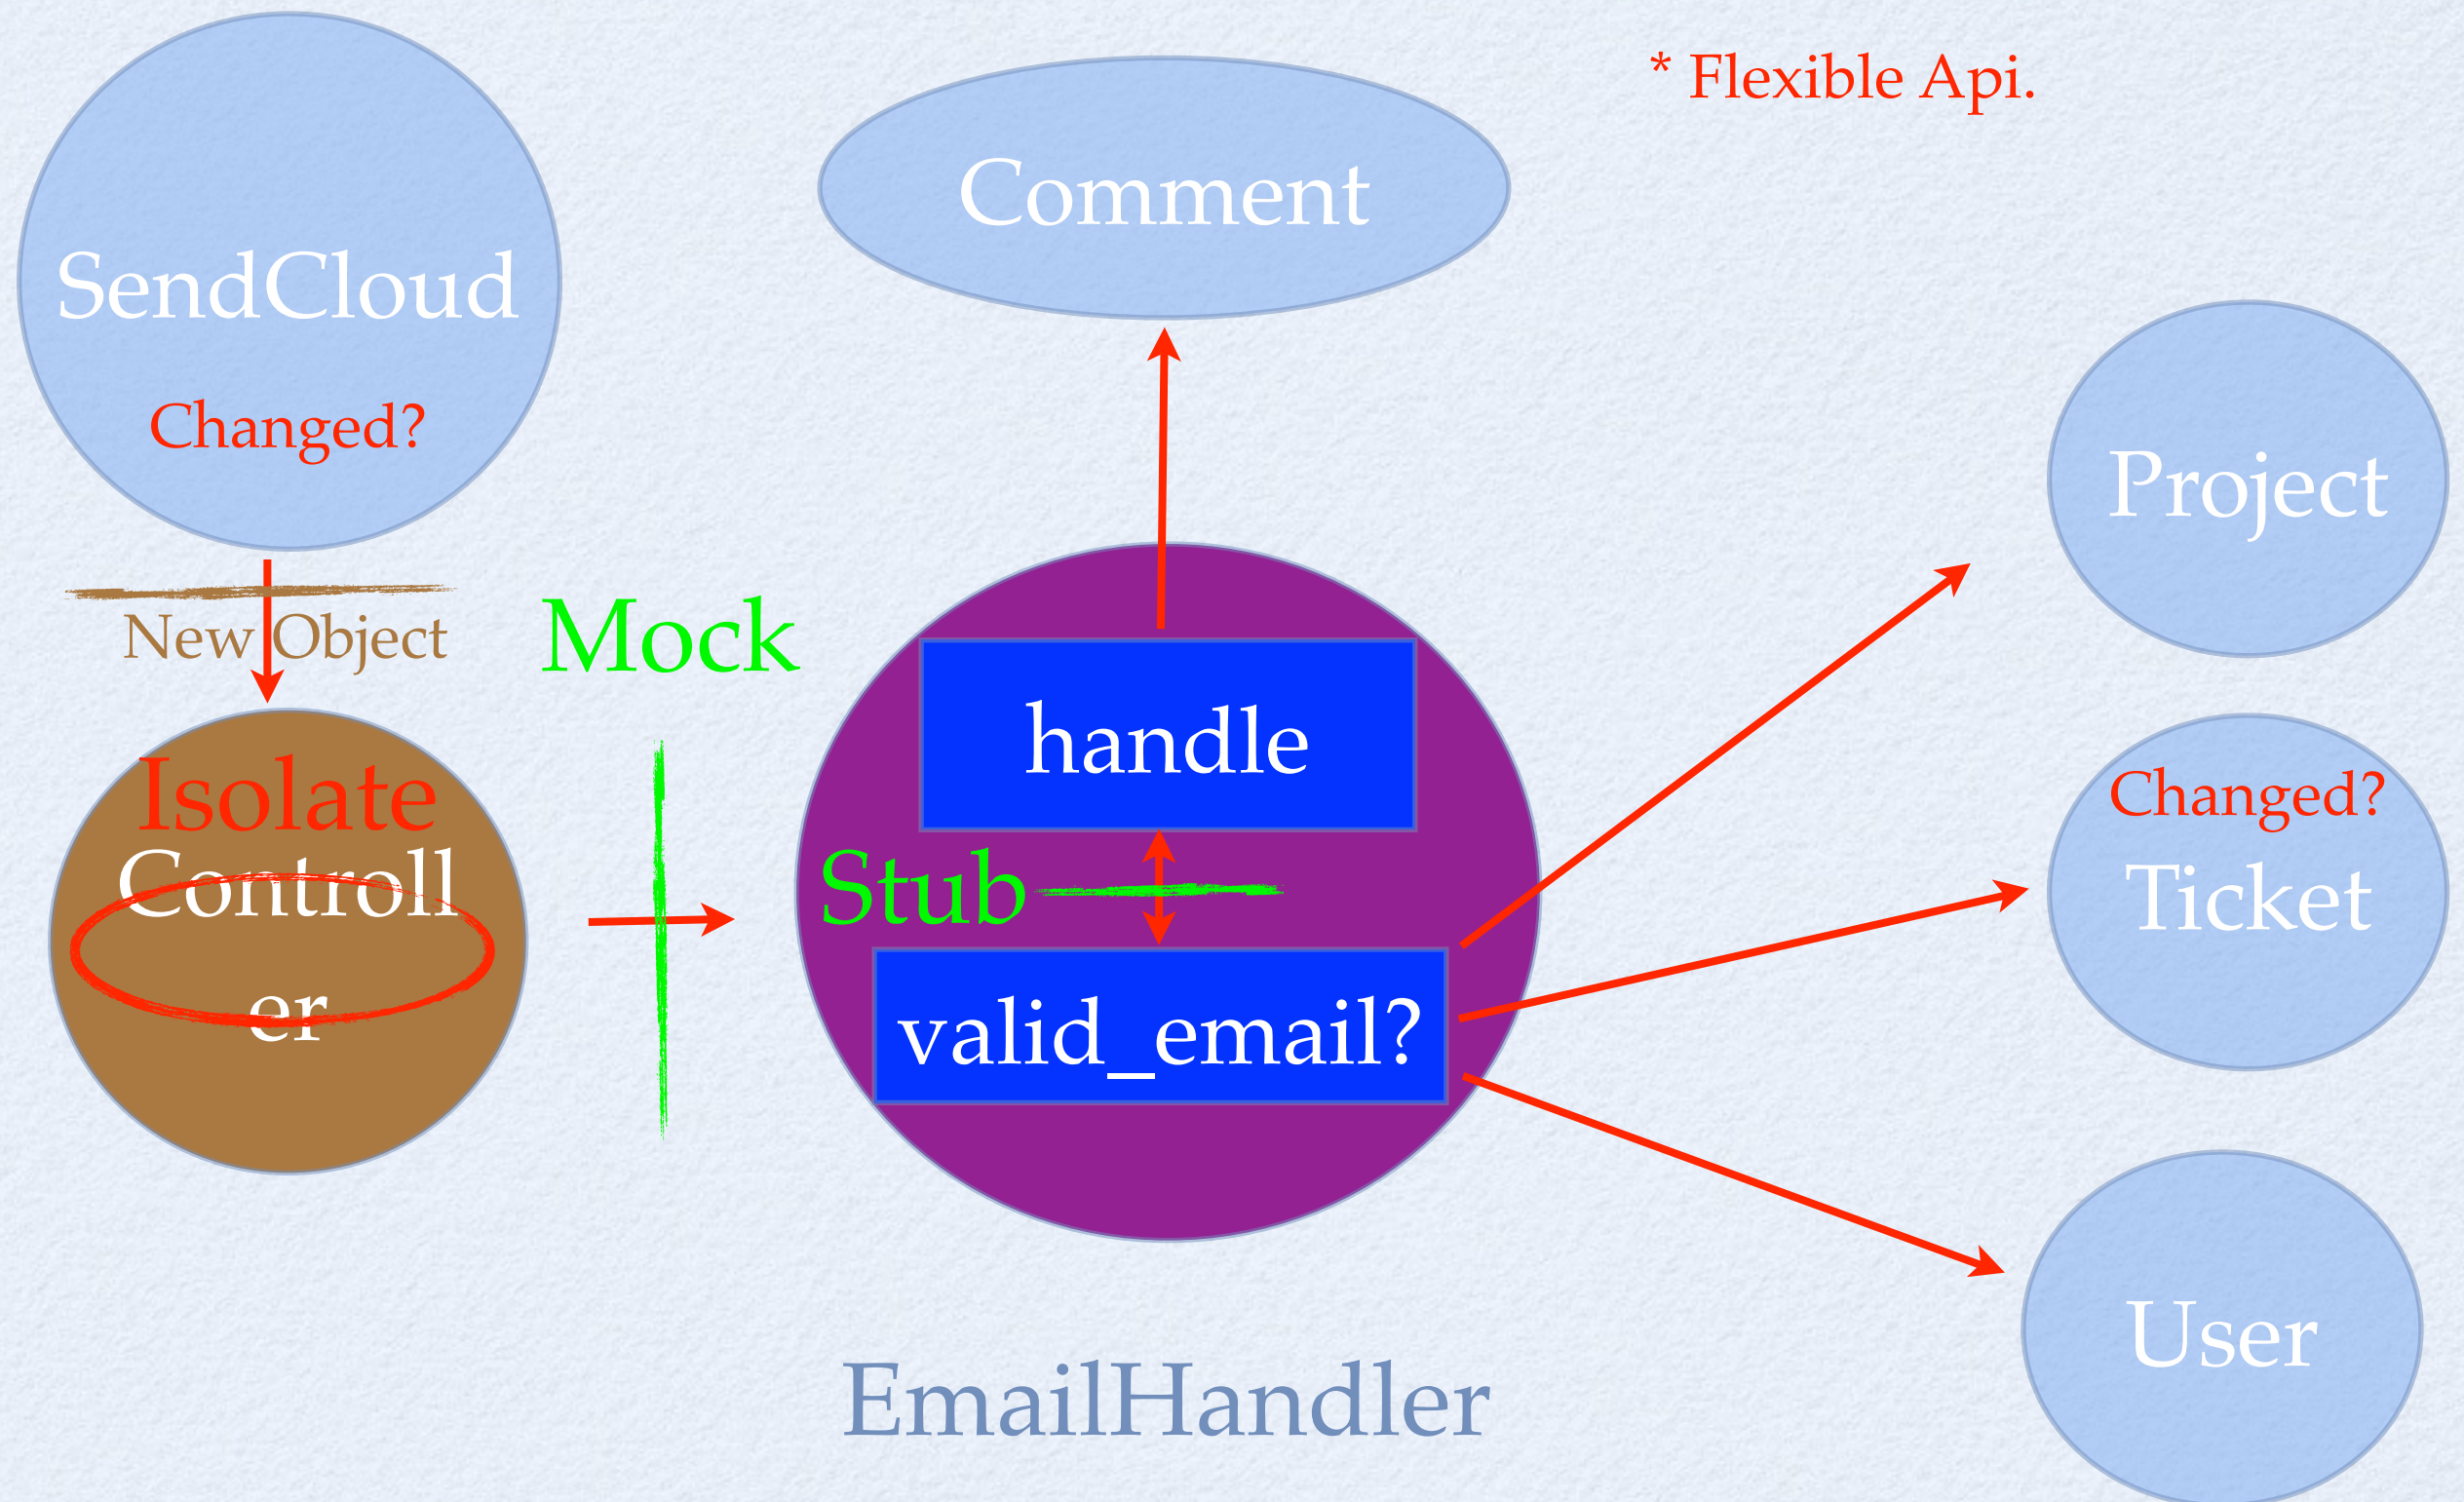 * Flexible Api.
Comment
SendCloud
Changed?
Project
New Object
Mock
handle
Isolate
Controll
er
Stub
valid_email?
Changed?
Ticket
User
EmailHandler